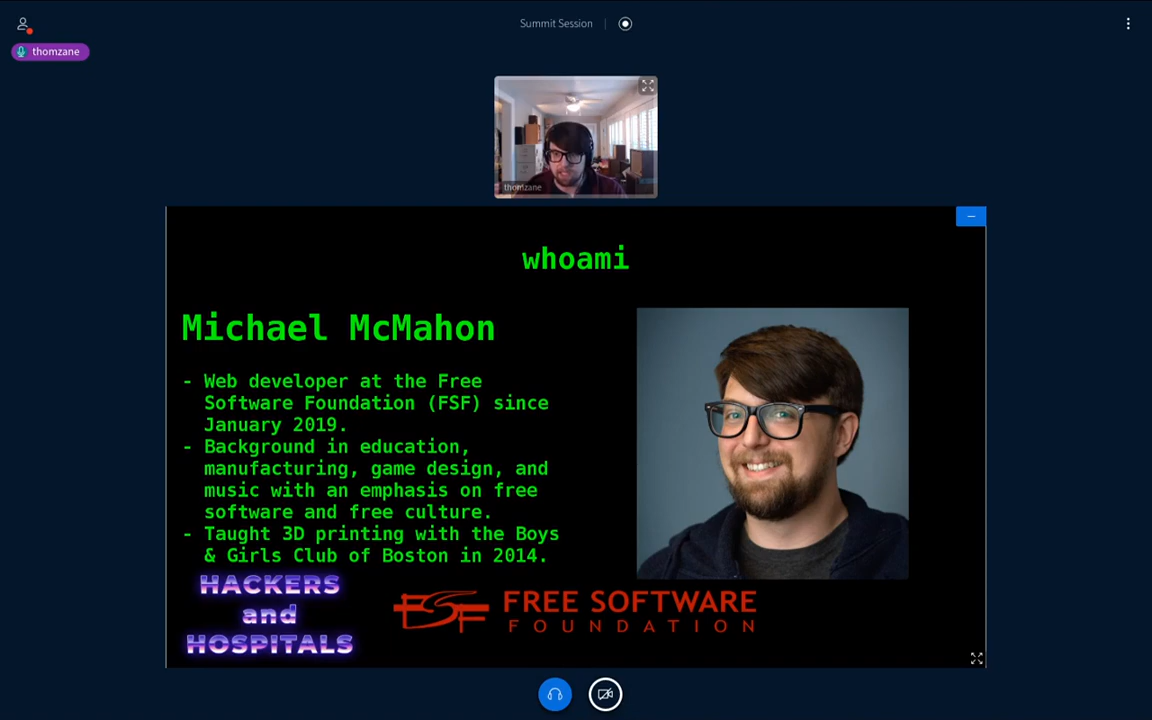 Summit Session
thomzane
thomzane
whoami
Michael McMahon
- Web developer at the Free
Software Foundation (FSF) since
January 2019.
- Background in education,
manufacturing, game design, and
music with an emphasis on free
software and free culture.
- Taught 3D printing with the Boys
& Girls Club of Boston in 2014.
HACKERS
and
HOSPITALS
FSF FREE SOFTWARE
FOUNDATION